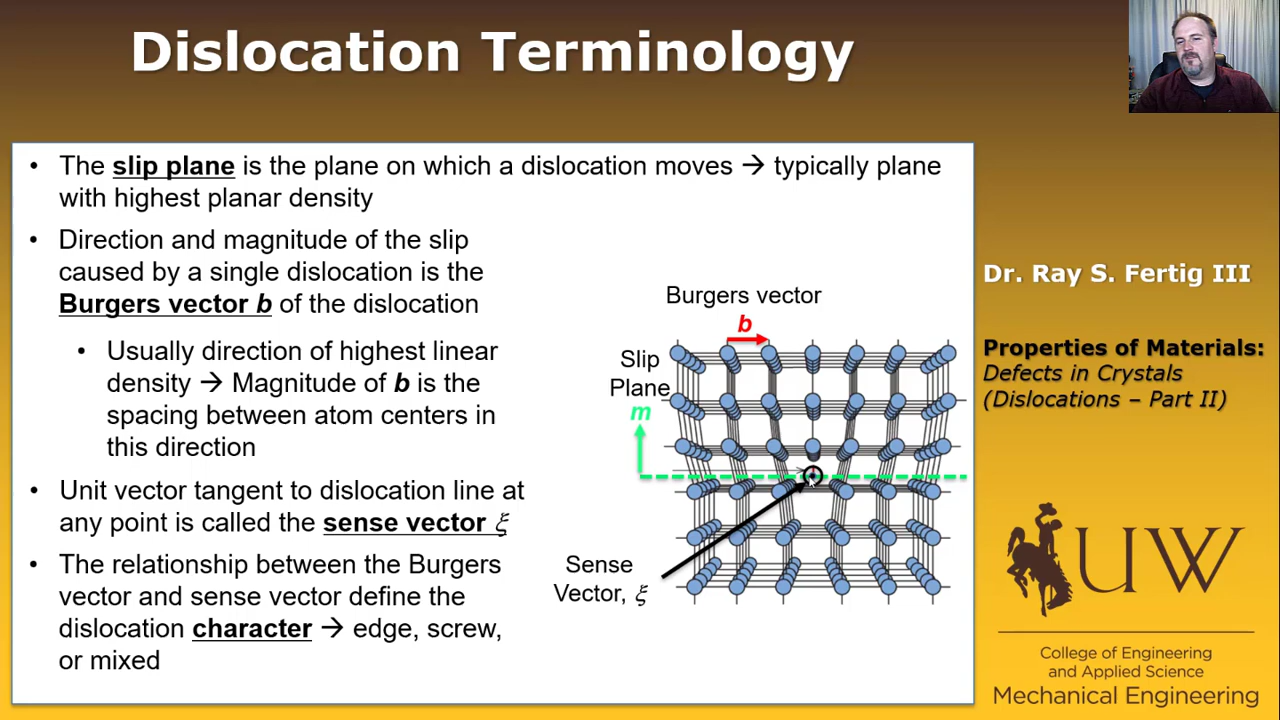 Dislocation Terminology
• The slip plane is the plane on which a dislocation moves → typically plane
with highest planar density
• Direction and magnitude of the slip
caused by a single dislocation is the
Burgers vector b of the dislocation
• Usually direction of highest linear
density → Magnitude of b is the
spacing between atom centers in
this direction
• Unit vector tangent to dislocation line at
any point is called the sense vector ξ
• The relationship between the Burgers
vector and sense vector define the
dislocation character → edge, screw,
or mixed
Burgers vector
b
Slip
Plane
m
Sense
Vector, ξ
Dr. Ray S. Fertig III
Properties of Materials:
Defects in Crystals
(Dislocations – Part II)
UW
College of Engineering
and Applied Science
Mechanical Engineering